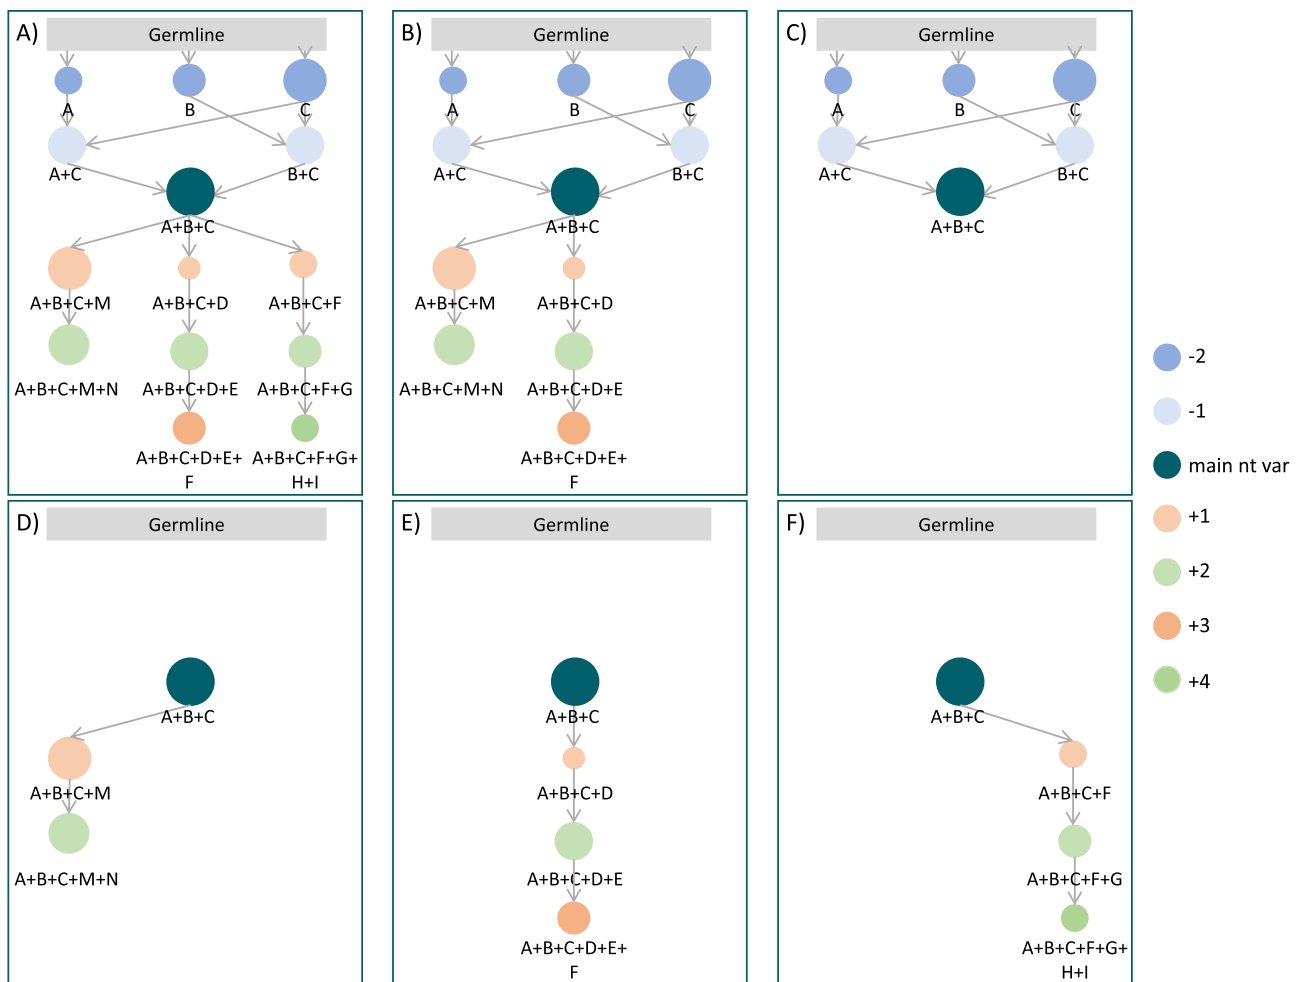 A)
Germline
A
B
C
A+C
B+C
A+B+C
A+B+C+M
A+B+C+D
A+B+C+F
A+B+C+M+N
A+B+C+D+E
A+B+C+F+G
A+B+C+D+E+
F
A+B+C+F+G+
H+I
B)
Germline
A
B
C
A+C
B+C
A+B+C
A+B+C+M
A+B+C+D
A+B+C+M+N
A+B+C+D+E
A+B+C+D+E+
F
C)
Germline
A
B
C
A+C
B+C
A+B+C
-2
-1
main nt var
+1
+2
+3
+4
D)
Germline
A+B+C
A+B+C+M
A+B+C+M+N
E)
Germline
A+B+C
A+B+C+D
A+B+C+D+E
A+B+C+D+E+
F
F)
Germline
A+B+C
A+B+C+F
A+B+C+F+G
A+B+C+F+G+
H+I